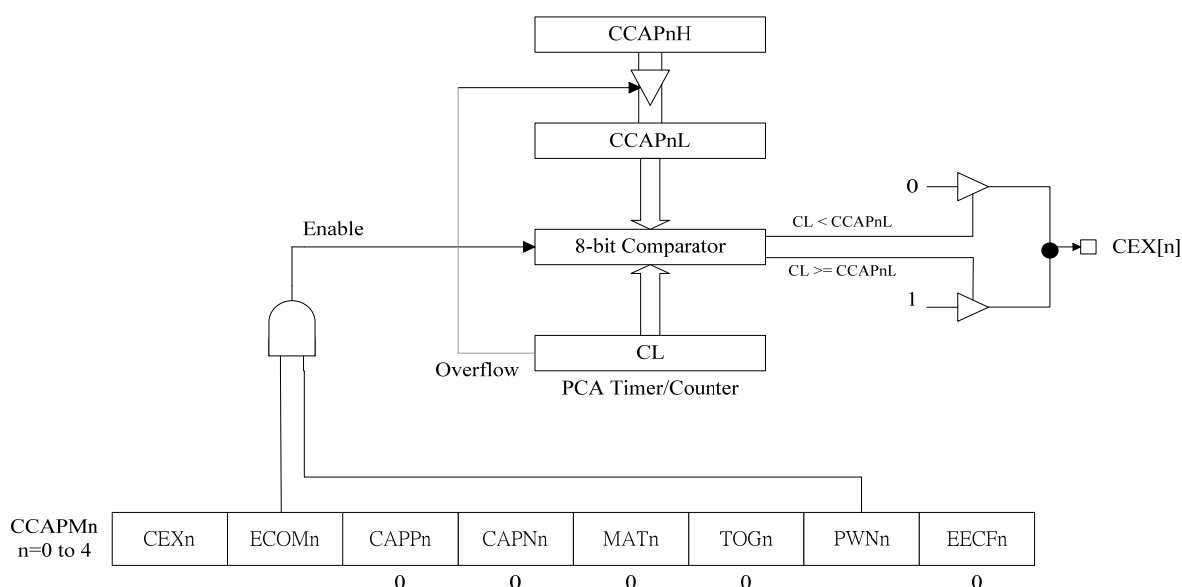 CCAPnH
CCAPnL
0
CL < CCAPnL
Enable
8-bit Comparator
CEX[n]
CL >= CCAPnL
1
CL
Overflow
PCA Timer/Counter
CCAPMn
n=0 to 4
CEXn ECOMn CAPPn CAPNn MATn TOGn PWNn EECFn
0 0 0 0 0